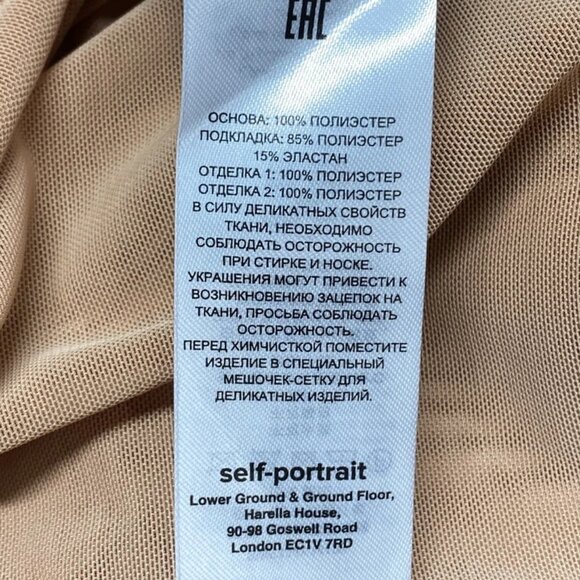 EAC
ОСНОВА: 100% ПОЛИЭСТЕР
ПОДКЛАДКА: 85% ПОЛИЭСТЕР
15% ЭЛАСТАН
ОТДЕЛКА 1: 100% ПОЛИЭСТЕР
ОТДЕЛКА 2: 100% ПОЛИЭСТЕР
В СИЛУ ДЕЛИКАТНЫХ СВОЙСТВ
ТКАНИ, НЕОБХОДИМО
СОБЛЮДАТЬ ОСТОРОЖНОСТЬ
ПРИ СТИРКЕ И НОСКЕ.
УКРАШЕНИЯ МОГУТ ПРИВЕСТИ К
ВОЗНИКНОВЕНИЮ ЗАЦЕПОК НА
ТКАНИ, ПРОСЬБА СОБЛЮДАТЬ
ОСТОРОЖНОСТЬ.
ПЕРЕД ХИМЧИСТКОЙ ПОМЕСТИТЕ
ИЗДЕЛИЕ В СПЕЦИАЛЬНЫЙ
МЕШОЧЕК-СЕТКУ ДЛЯ
ДЕЛИКАТНЫХ ИЗДЕЛИЙ.
self-portrait
Lower Ground & Ground Floor,
Harella House,
90-98 Goswell Road
London EC1V 7RD